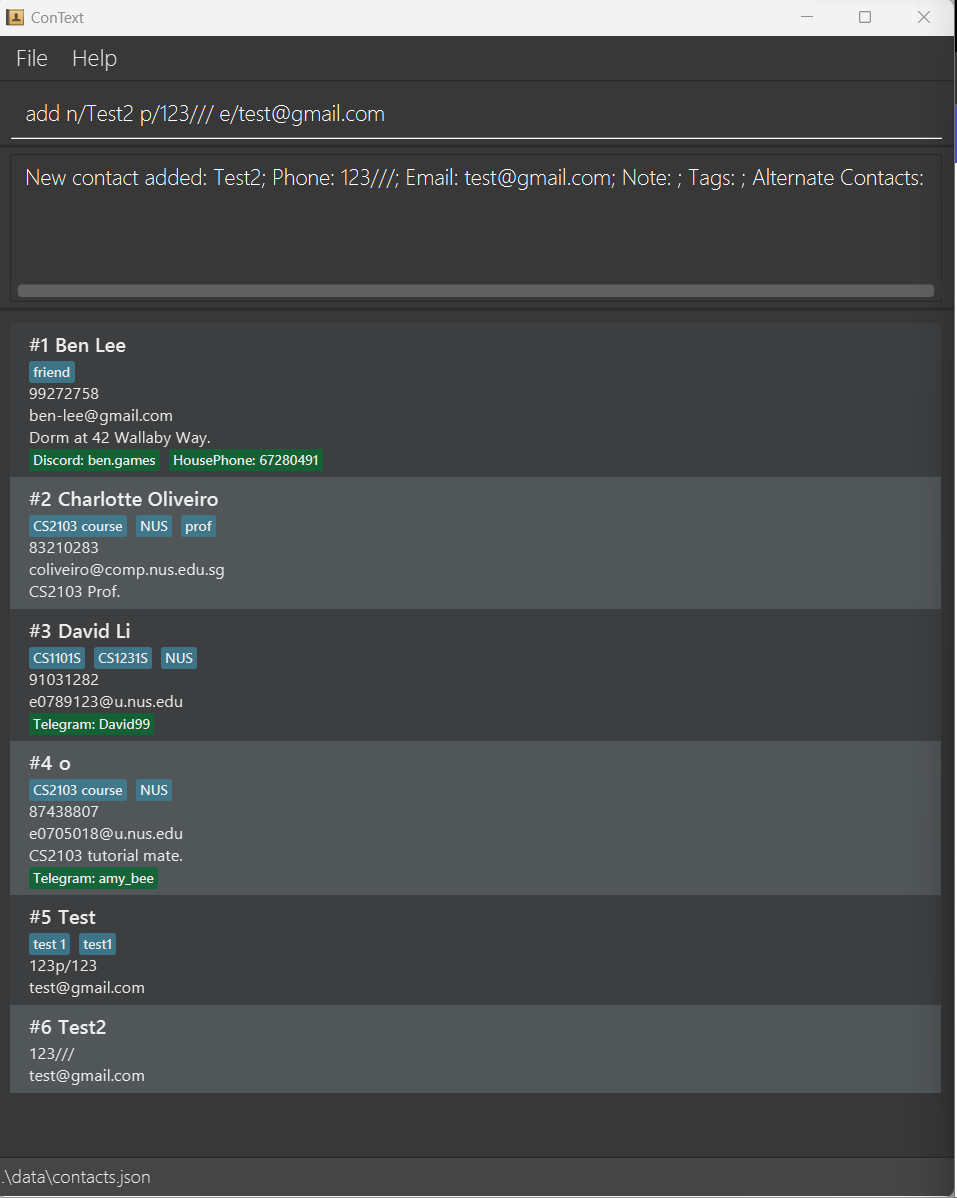 ConText
File Help
add n/Test2 p/123/// e/test@gmail.com
New contact added: Test2; Phone: 123///; Email: test@gmail.com; Note: ; Tags: ; Alternate Contacts:
#1 Ben Lee
friend
99272758
ben-lee@gmail.com
Dorm at 42 Wallaby Way.
Discord: ben.games HousePhone: 67280491
#2 Charlotte Oliveiro
CS2103 course NUS prof
83210283
coliveiro@comp.nus.edu.sg
CS2103 Prof.
#3 David Li
CS1101S CS1231S NUS
91031282
e0789123@u.nus.edu
Telegram: David99
#4 o
CS2103 course NUS
87438807
e0705018@u.nus.edu
CS2103 tutorial mate.
Telegram: amy_bee
#5 Test
test 1 test1
123p/123
test@gmail.com
#6 Test2
123///
test@gmail.com
.\data\contacts.json